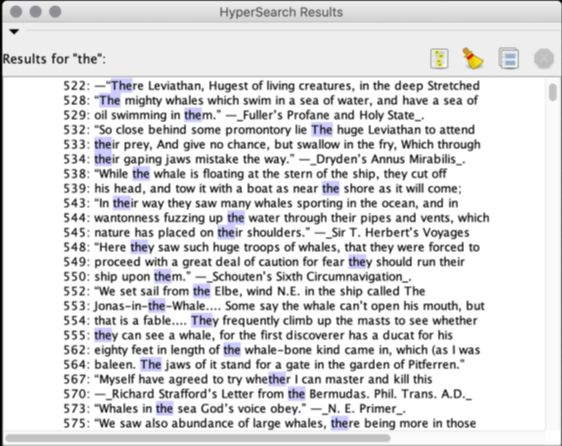 HyperSearch Results
Results for "the":
522: —“There Leviathan, Hugest of living creatures, in the deep Stretched
528: “The mighty whales which swim in a sea of water, and have a sea of
529: oil swimming in them.” —_Fuller’s Profane and Holy State_.
532: “So close behind some promontory lie The huge Leviathan to attend
533: their prey, And give no chance, but swallow in the fry, Which through
534: their gaping jaws mistake the way.” —_Dryden’s Annus Mirabilis_.
538: “While the whale is floating at the stern of the ship, they cut off
539: his head, and tow it with a boat as near the shore as it will come;
543: “In their way they saw many whales sporting in the ocean, and in
544: wantonness fuzzing up the water through their pipes and vents, which
545: nature has placed on their shoulders.” —_Sir T. Herbert’s Voyages
548: “Here they saw such huge troops of whales, that they were forced to
549: proceed with a great deal of caution for fear they should run their
550: ship upon them.” —_Schouten’s Sixth Circumnavigation_.
552: “We set sail from the Elbe, wind N.E. in the ship called The
553: Jonas-in-the-Whale.... Some say the whale can’t open his mouth, but
554: that is a fable.... They frequently climb up the masts to see whether
555: they can see a whale, for the first discoverer has a ducat for his
562: eighty feet in length of the whale-bone kind came in, which (as I was
564: baleen. The jaws of it stand for a gate in the garden of Pitferren.”
567: “Myself have agreed to try whether I can master and kill this
570: —_Richard Strafford’s Letter from the Bermudas. Phil. Trans. A.D._
573: “Whales in the sea God’s voice obey.” —_N. E. Primer_.
575: “We saw also abundance of large whales, there being more in those